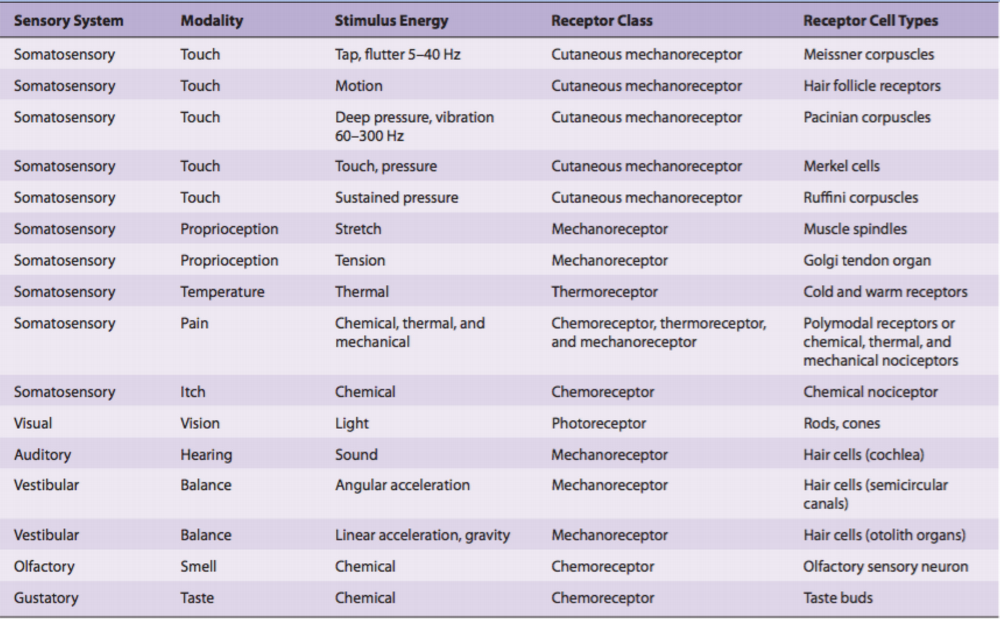 Sensory System Modality Stimulus Energy Receptor Class Receptor Cell Types
Somatosensory Touch Tap, flutter 5–40 Hz Cutaneous mechanoreceptor Meissner corpuscles
Somatosensory Touch Motion Cutaneous mechanoreceptor Hair follicle receptors
Somatosensory Touch Deep pressure, vibration Cutaneous mechanoreceptor Pacinian corpuscles
60–300 Hz
Somatosensory Touch Touch, pressure Cutaneous mechanoreceptor Merkel cells
Somatosensory Touch Sustained pressure Cutaneous mechanoreceptor Ruffini corpuscles
Somatosensory Proprioception Stretch Mechanoreceptor Muscle spindles
Somatosensory Proprioception Tension Mechanoreceptor Golgi tendon organ
Somatosensory Temperature Thermal Thermoreceptor Cold and warm receptors
Somatosensory Pain Chemical, thermal, and Chemoreceptor, thermoreceptor, Polymodal receptors or
mechanical and mechanoreceptor chemical, thermal, and
mechanical nociceptors
Somatosensory Itch Chemical Chemoreceptor Chemical nociceptor
Visual Vision Light Photoreceptor Rods, cones
Auditory Hearing Sound Mechanoreceptor Hair cells (cochlea)
Vestibular Balance Angular acceleration Mechanoreceptor Hair cells (semicircular
canals)
Vestibular Balance Linear acceleration, gravity Mechanoreceptor Hair cells (otolith organs)
Olfactory Smell Chemical Chemoreceptor Olfactory sensory neuron
Gustatory Taste Chemical Chemoreceptor Taste buds